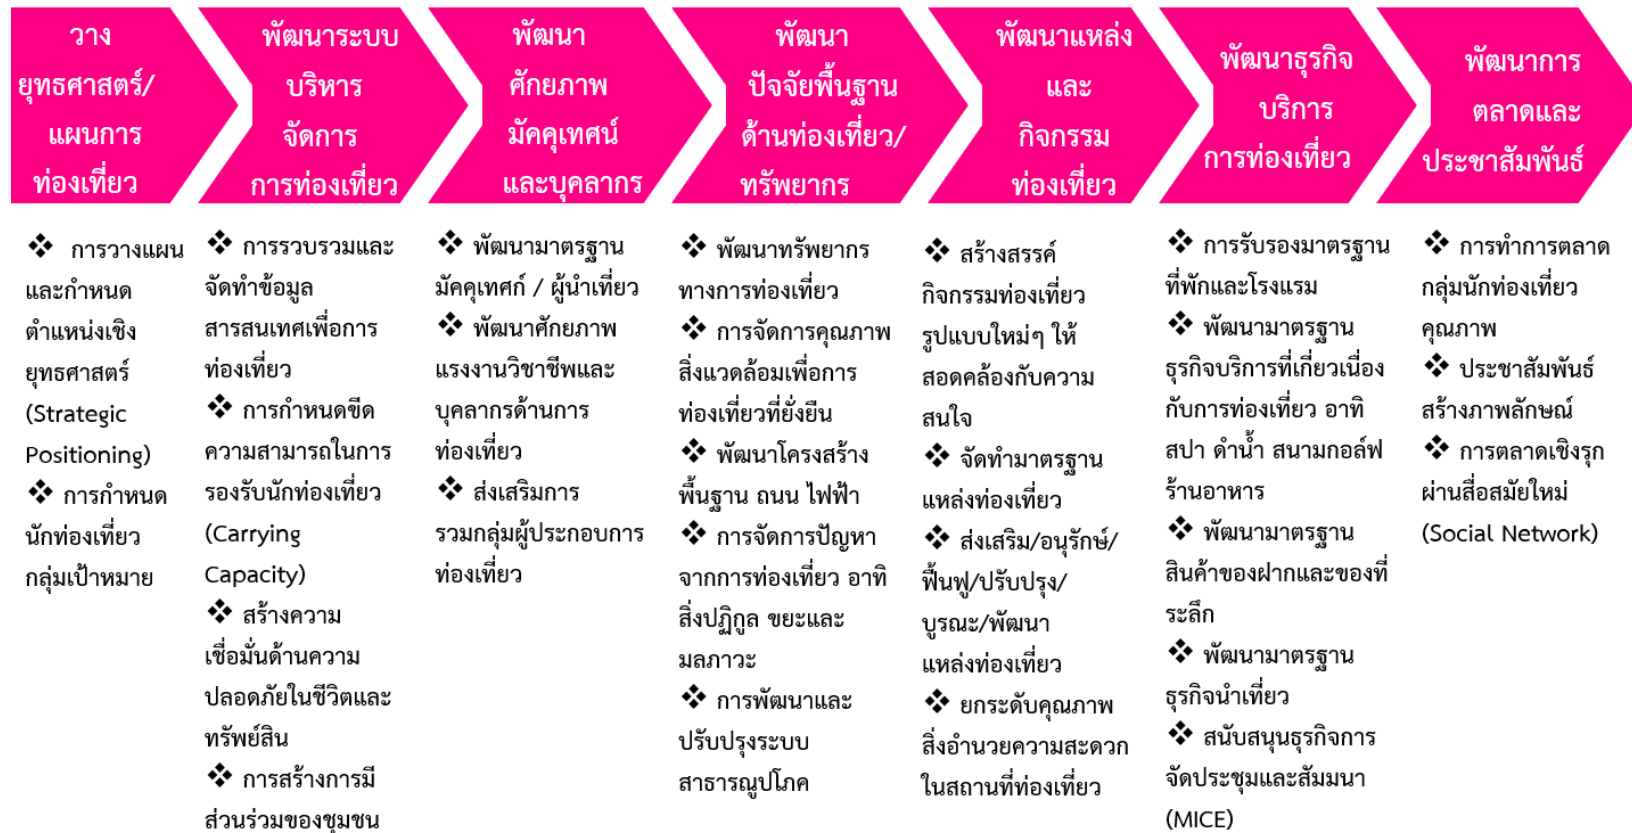 วาง
ยุทธศาสตร์/
แผนการ
ท่องเที่ยว
พัฒนาระบบ
บริหาร
จัดการ
การท่องเที่ยว
พัฒนา
ศักยภาพ
มัคคุเทศน์
และบุคลากร
พัฒนา
ปัจจัยพื้นฐาน
ด้านท่องเที่ยว/
ทรัพยากร
พัฒนาแหล่ง
และ
กิจกรรม
ท่องเที่ยว
พัฒนาธุรกิจ
บริการ
การท่องเที่ยว
พัฒนาการ
ตลาดและ
ประชาสัมพันธ์
❖ การวางแผน
และกำหนด
ตำแหน่งเชิง
ยุทธศาสตร์
(Strategic
Positioning)
❖ การกำหนด
นักท่องเที่ยว
กลุ่มเป้าหมาย
❖ การรวบรวมและ
จัดทำข้อมูล
สารสนเทศเพื่อการ
ท่องเที่ยว
❖ การกำหนดขีด
ความสามารถในการ
รองรับนักท่องเที่ยว
(Carrying
Capacity)
❖ สร้างความ
เชื่อมั่นด้านความ
ปลอดภัยในชีวิตและ
ทรัพย์สิน
❖ การสร้างการมี
ส่วนร่วมของชุมชน
❖ พัฒนามาตรฐาน
มัคคุเทศก์ / ผู้นำเที่ยว
❖ พัฒนาศักยภาพ
แรงงานวิชาชีพและ
บุคลากรด้านการ
ท่องเที่ยว
❖ ส่งเสริมการ
รวมกลุ่มผู้ประกอบการ
ท่องเที่ยว
❖ พัฒนาทรัพยากร
ทางการท่องเที่ยว
❖ การจัดการคุณภาพ
สิ่งแวดล้อมเพื่อการ
ท่องเที่ยวที่ยั่งยืน
❖ พัฒนาโครงสร้าง
พื้นฐาน ถนน ไฟฟ้า
❖ การจัดการปัญหา
จากการท่องเที่ยว อาทิ
สิ่งปฏิกูล ขยะและ
มลภาวะ
❖ การพัฒนาและ
ปรับปรุงระบบ
สาธารณูปโภค
❖ สร้างสรรค์
กิจกรรมท่องเที่ยว
รูปแบบใหม่ๆ ให้
สอดคล้องกับความ
สนใจ
❖ จัดทำมาตรฐาน
แหล่งท่องเที่ยว
❖ ส่งเสริม/อนุรักษ์/
ฟื้นฟู/ปรับปรุง/
บูรณะ/พัฒนา
แหล่งท่องเที่ยว
❖ ยกระดับคุณภาพ
สิ่งอำนวยความสะดวก
ในสถานที่ท่องเที่ยว
❖ การรับรองมาตรฐาน
ที่พักและโรงแรม
❖ พัฒนามาตรฐาน
ธุรกิจบริการที่เกี่ยวเนื่อง
กับการท่องเที่ยว อาทิ
สปา ดำน้ำ สนามกอล์ฟ
ร้านอาหาร
❖ พัฒนามาตรฐาน
สินค้าของฝากและของที่
ระลึก
❖ พัฒนามาตรฐาน
ธุรกิจนำเที่ยว
❖ สนับสนุนธุรกิจการ
จัดประชุมและสัมมนา
(MICE)
❖ การทำการตลาด
กลุ่มนักท่องเที่ยว
คุณภาพ
❖ ประชาสัมพันธ์
สร้างภาพลักษณ์
❖ การตลาดเชิงรุก
ผ่านสื่อสมัยใหม่
(Social Network)